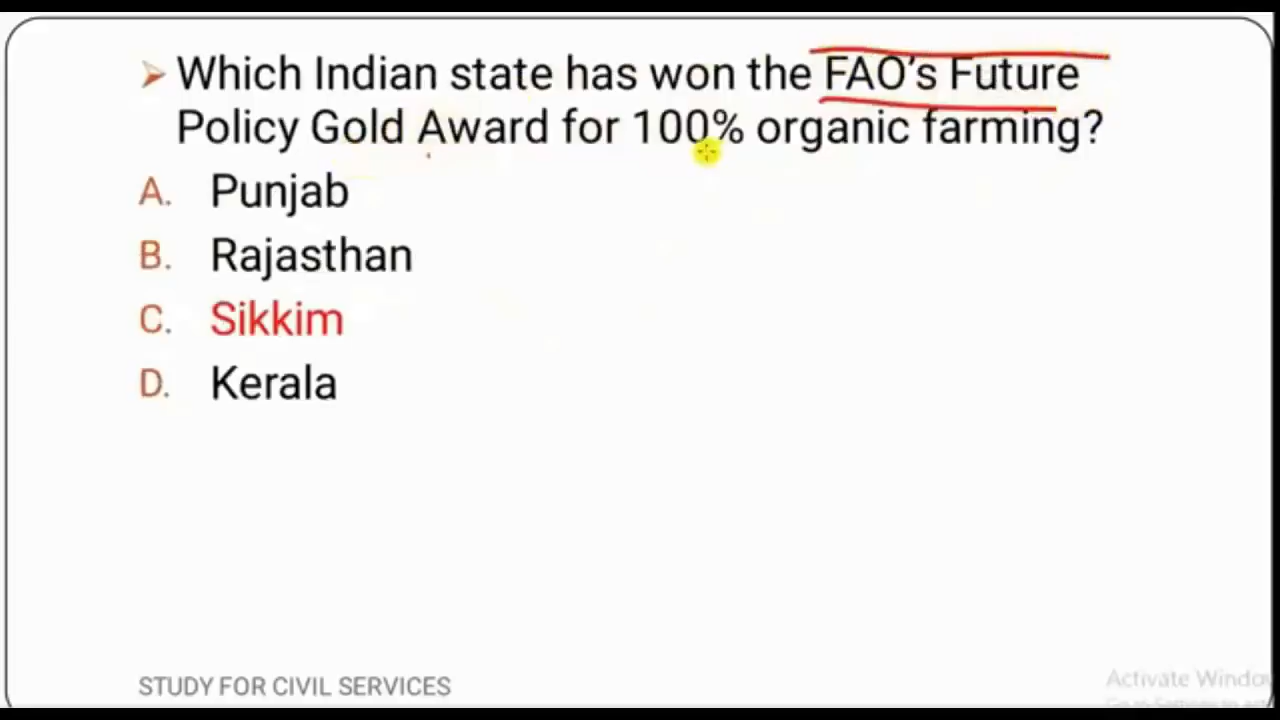 Which Indian state has won the FAO's Future
Policy Gold Award for 100% organic farming?
A. Punjab
B. Rajasthan
C. Sikkim
D. Kerala
STUDY FOR CIVIL SERVICES
Activate Window